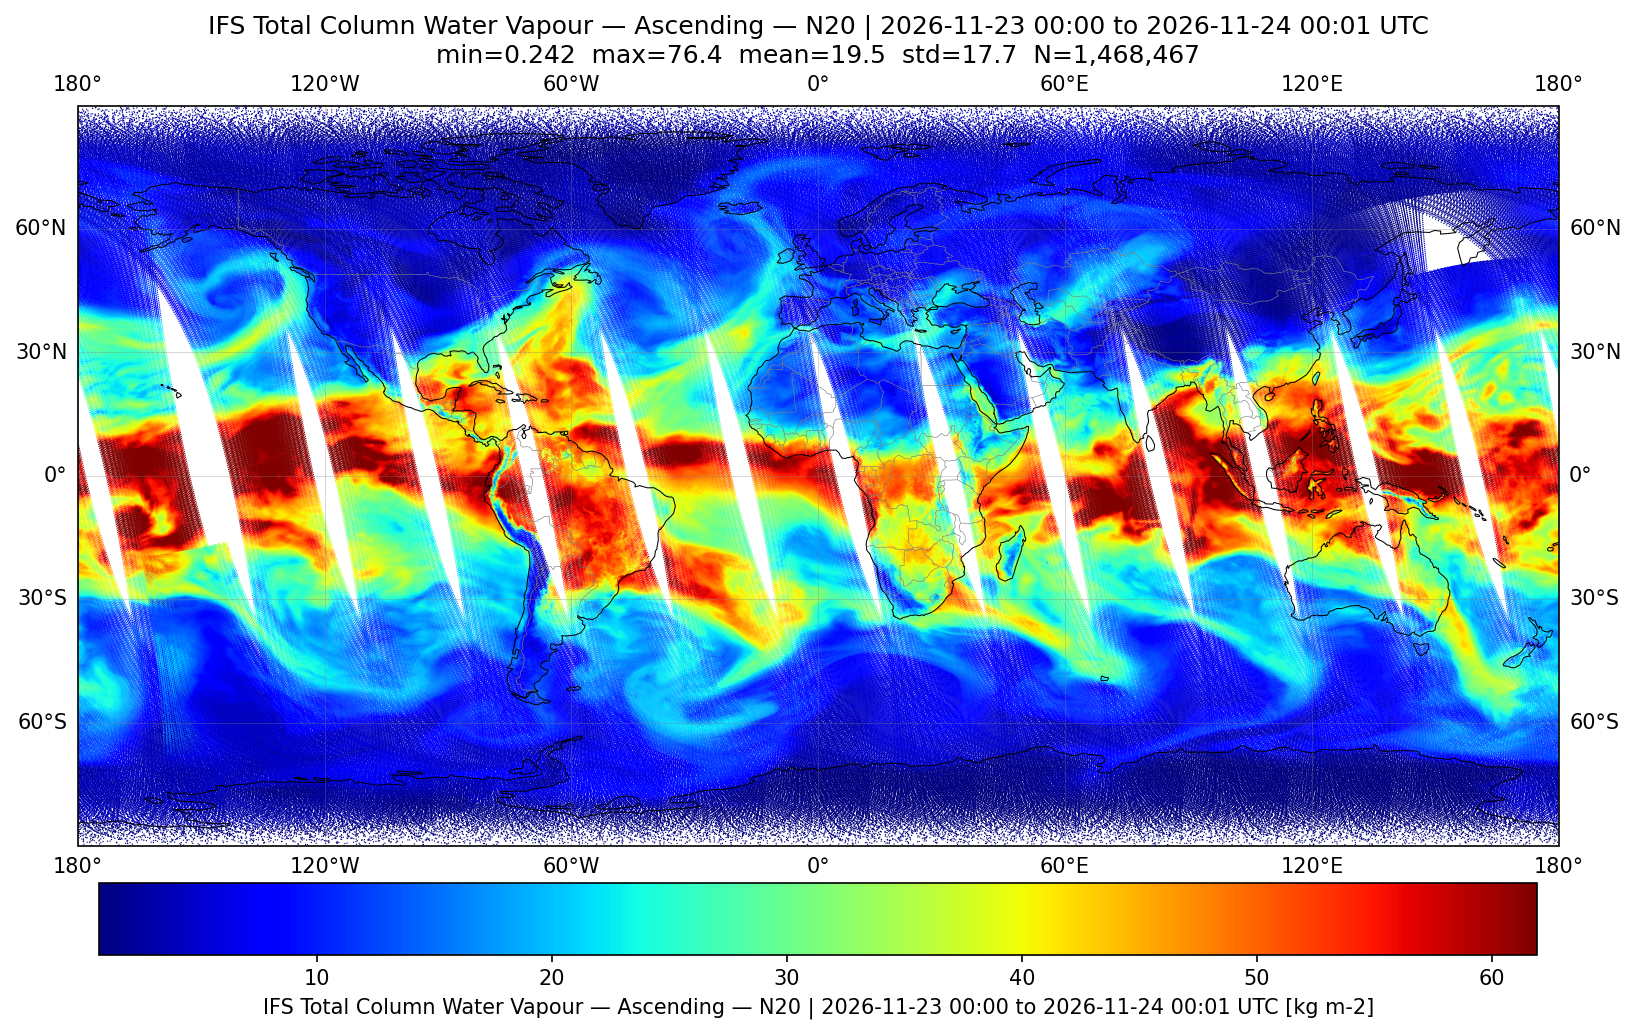 IFS Total Column Water Vapour — Ascending — N20 | 2026-11-23 00:00 to 2026-11-24 00:01 UTC
min=0.242  max=76.4  mean=19.5  std=17.7  N=1,468,467
180° 120°W 60°W 0° 60°E 120°E 180°
60°N 60°N
30°N 30°N
0° 0°
30°S 30°S
60°S 60°S
180° 120°W 60°W 0° 60°E 120°E 180°
10 20 30 40 50 60
IFS Total Column Water Vapour — Ascending — N20 | 2026-11-23 00:00 to 2026-11-24 00:01 UTC [kg m-2]